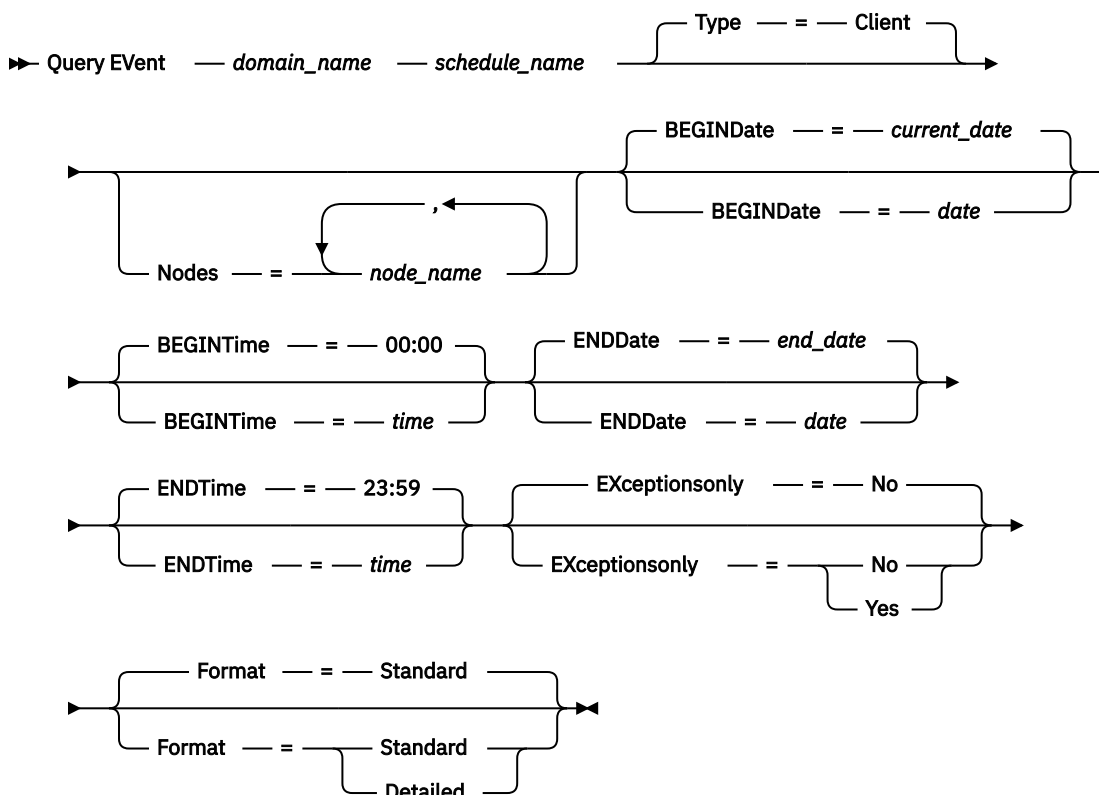 Type = Client
Query EVent domain_name schedule_name
BEGINDate = current_date
BEGINDate = date
,
Nodes = node_name
BEGINTime = 00:00
ENDDate = end_date
BEGINTime = time
ENDDate = date
ENDTime = 23:59
EXceptionsonly = No
ENDTime = time
EXceptionsonly = No
Yes
Format = Standard
Format = Standard
Detailed